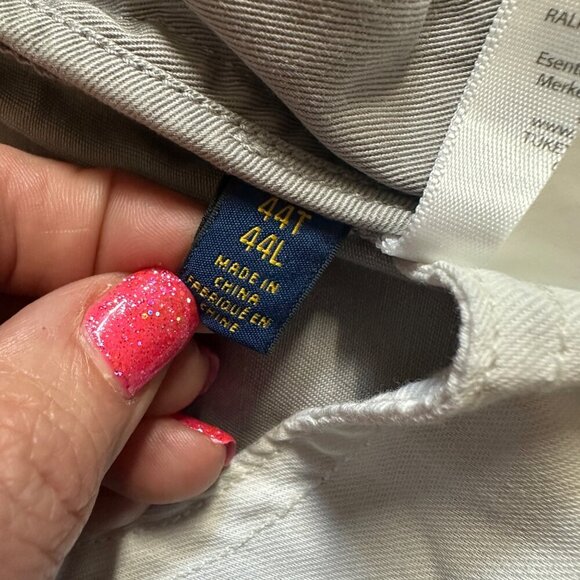 44T
44L
MADE IN
CHINA
FABRIQUÉ EN
CHINE
RAL
Esent
Merke
www.
TUKE